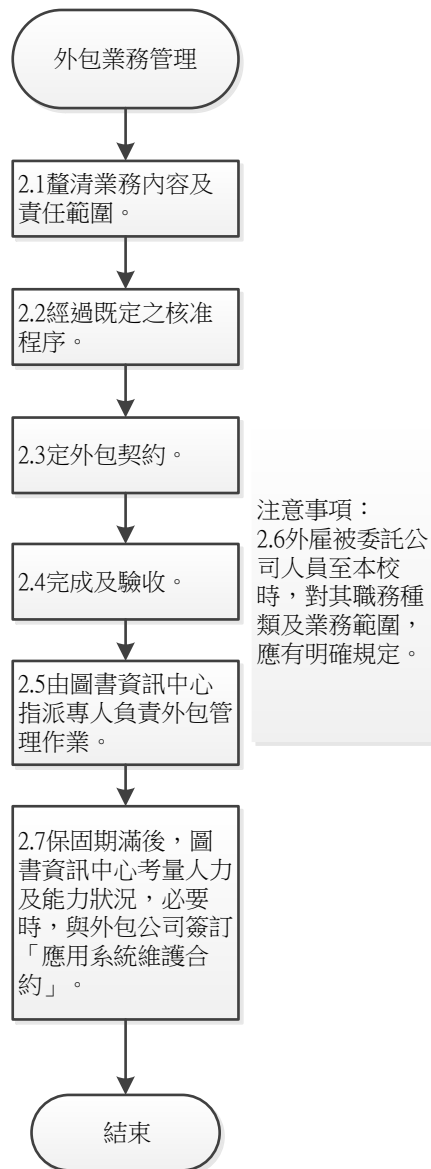 外包業務管理
2.1釐清業務內容及
責任範圍。
2.2經過既定之核准
程序。
2.3定外包契約。
2.4完成及驗收。
2.5由圖書資訊中心
指派專人負責外包管
理作業。
注意事項：
2.6外雇被委託公
司人員至本校
時，對其職務種
類及業務範圍，
應有明確規定。
2.7保固期滿後，圖
書資訊中心考量人力
及能力狀況，必要
時，與外包公司簽訂
「應用系統維護合
約」。
結束